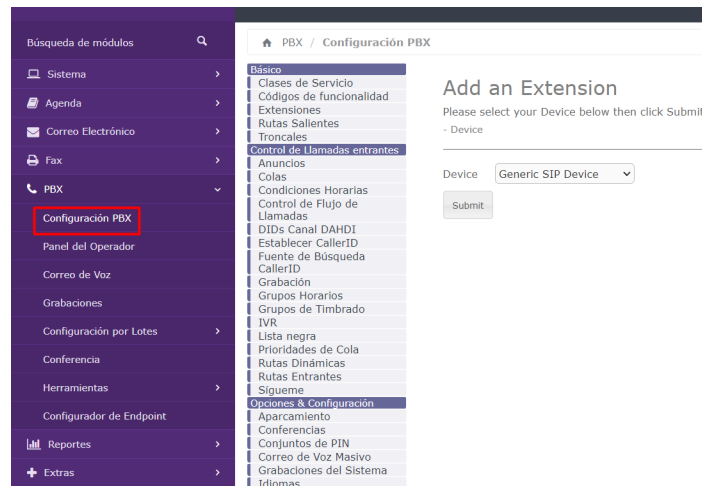 Búsqueda de módulos
Sistema
Agenda
Correo Electrónico
Fax
PBX
Configuración PBX
Panel del Operador
Correo de Voz
Grabaciones
Configuración por Lotes
Conferencia
Herramientas
Configurador de Endpoint
Reportes
Extras
PBX / Configuración PBX
Básico
Clases de Servicio
Códigos de funcionalidad
Extensiones
Rutas Salientes
Troncales
Control de Llamadas entrantes
Anuncios
Colas
Condiciones Horarias
Control de Flujo de
Llamadas
DIDs Canal DAHDI
Establecer CallerID
Fuente de Búsqueda
CallerID
Grabación
Grupos Horarios
Grupos de Timbrado
IVR
Lista negra
Prioridades de Cola
Rutas Dinámicas
Rutas Entrantes
Sígueme
Opciones & Configuración
Aparcamiento
Conferencias
Conjuntos de PIN
Correo de Voz Masivo
Grabaciones del Sistema
Idiomas
Add an Extension
Please select your Device below then click Submit
- Device
Device Generic SIP Device
Submit